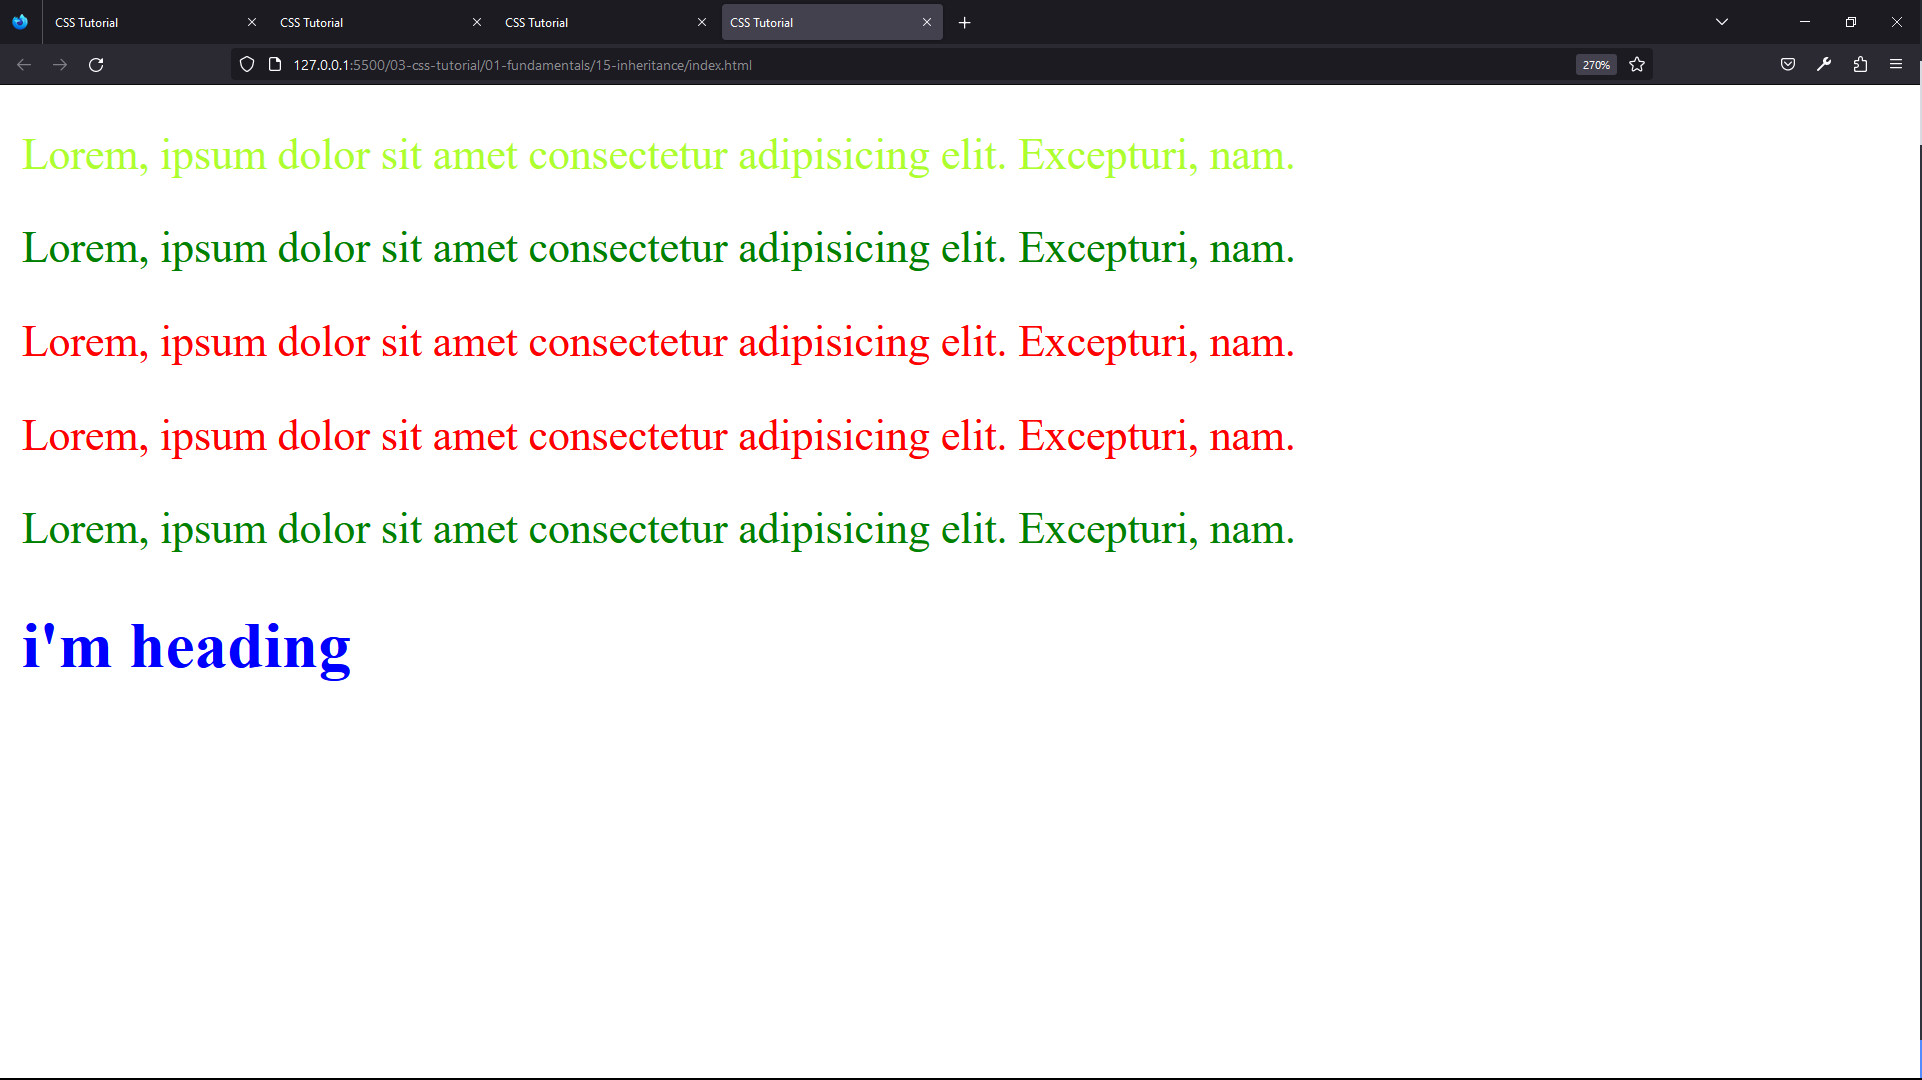 CSS Tutorial
CSS Tutorial
CSS Tutorial
CSS Tutorial
127.0.0.1:5500/03-css-tutorial/01-fundamentals/15-inheritance/index.html
270%
Lorem, ipsum dolor sit amet consectetur adipisicing elit. Excepturi, nam.
Lorem, ipsum dolor sit amet consectetur adipisicing elit. Excepturi, nam.
Lorem, ipsum dolor sit amet consectetur adipisicing elit. Excepturi, nam.
Lorem, ipsum dolor sit amet consectetur adipisicing elit. Excepturi, nam.
Lorem, ipsum dolor sit amet consectetur adipisicing elit. Excepturi, nam.
i'm heading